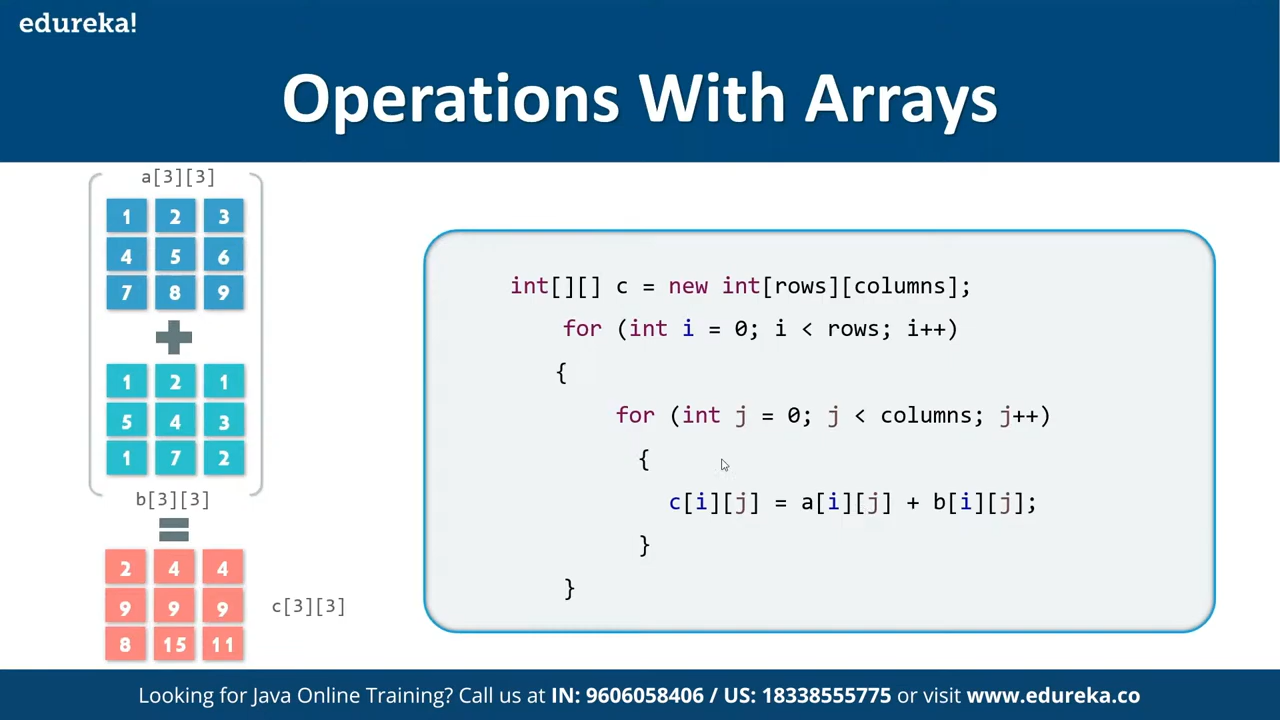 edureka!
Operations With Arrays
a[3][3]
1 2 3
4 5 6
7 8 9
1 2 1
5 4 3
1 7 2
b[3][3]
2 4 4
9 9 9
8 15 11
c[3][3]
int[][] c = new int[rows][columns];
for (int i = 0; i < rows; i++)
{
for (int j = 0; j < columns; j++)
{
c[i][j] = a[i][j] + b[i][j];
}
}
Looking for Java Online Training? Call us at IN: 9606058406 / US: 18338555775 or visit www.edureka.co